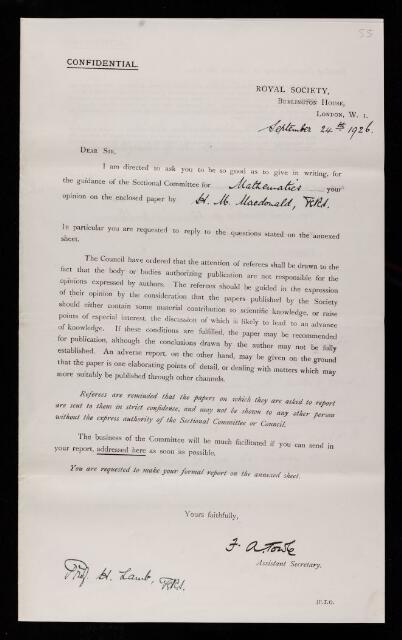 55
CONFIDENTIAL.
ROYAL SOCIETY,
BURLINGTON HOUSE,
LONDON, W. 1.
September 24th 1926.
DEAR SIR,
I am directed to ask you to be so good as to give in writing, for
the guidance of the Sectional Committee for Mathematics your
opinion on the enclosed paper by H. M. Macdonald, F.R.S.
In particular you are requested to reply to the questions stated on the annexed
sheet.
The Council have ordered that the attention of referees shall be drawn to the
fact that the body or bodies authorizing publication are not responsible for the
opinions expressed by authors. The referees should be guided in the expression
of their opinion by the consideration that the papers published by the Society
should either contain some material contribution to scientific knowledge, or raise
points of especial interest, the discussion of which is likely to lead to an advance
of knowledge. If these conditions are fulfilled, the paper may be recommended
for publication, although the conclusions drawn by the author may not be fully
established. An adverse report, on the other hand, may be given on the ground
that the paper is one elaborating points of detail, or dealing with matters which may
more suitably be published through other channels.
Referees are reminded that the papers on which they are asked to report
are sent to them in strict confidence, and may not be shown to any other person
without the express authority of the Sectional Committee or Council.
The business of the Committee will be much facilitated if you can send in
your report, addressed here as soon as possible.
You are requested to make your formal report on the annexed sheet.
Yours faithfully,
F A Towle
Assistant Secretary.
Prof. H. Lamb, F.R.S.
[P.T.O.